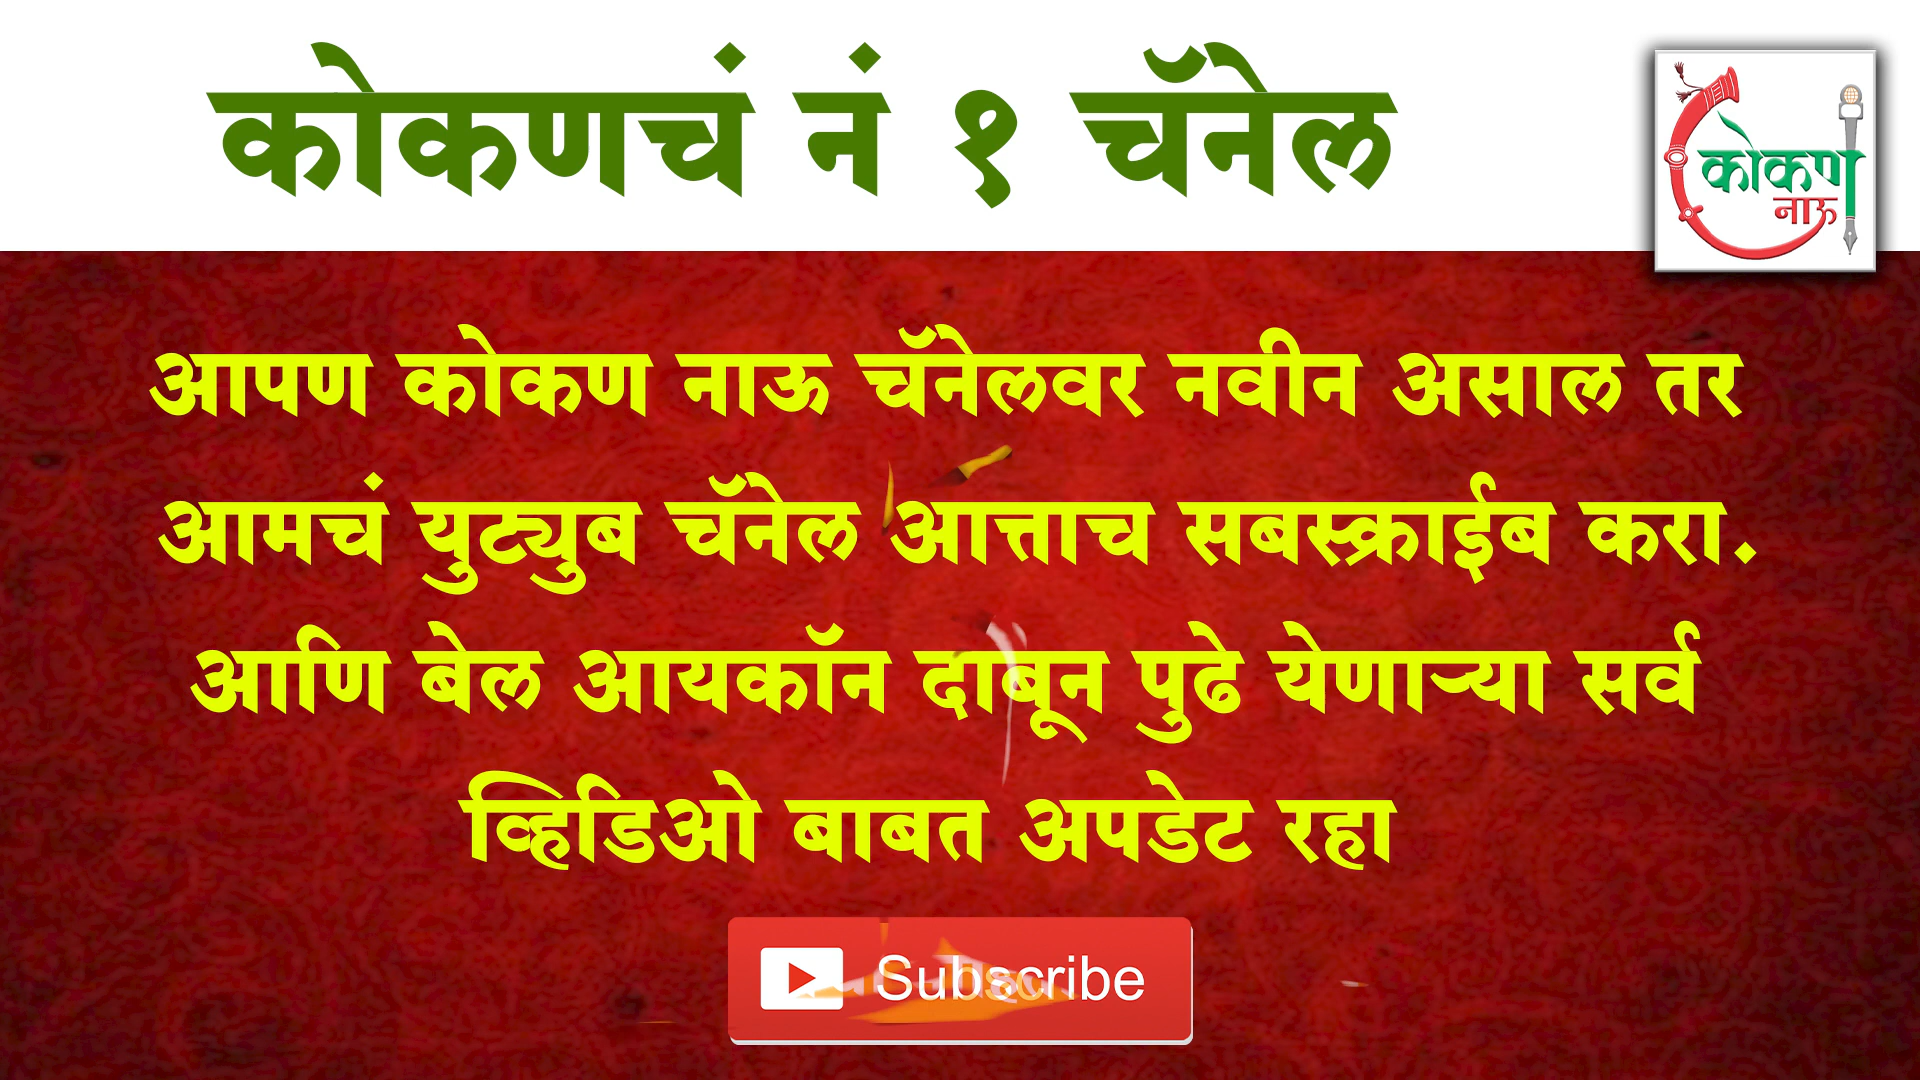 कोकणचं नं १ चॅनेल
कोकण
नाऊ
आपण कोकण नाऊ चॅनेलवर नवीन असाल तर
आमचं युट्युब चॅनेल आत्ताच सबस्क्राईब करा.
आणि बेल आयकॉन दाबून पुढे येणाऱ्या सर्व
व्हिडिओ बाबत अपडेट रहा
Subscribe